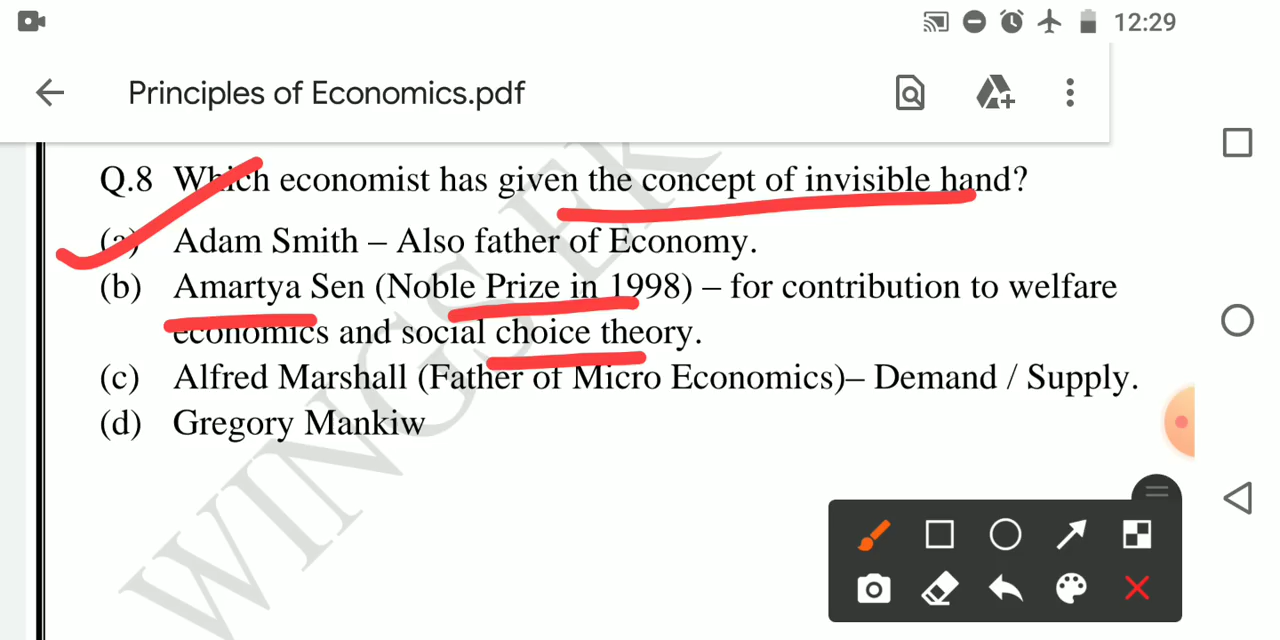 12:29
Principles of Economics.pdf
Q.8 Which economist has given the concept of invisible hand?
(a) Adam Smith – Also father of Economy.
(b) Amartya Sen (Noble Prize in 1998) – for contribution to welfare
economics and social choice theory.
(c) Alfred Marshall (Father of Micro Economics)– Demand / Supply.
(d) Gregory Mankiw
WINGS EK